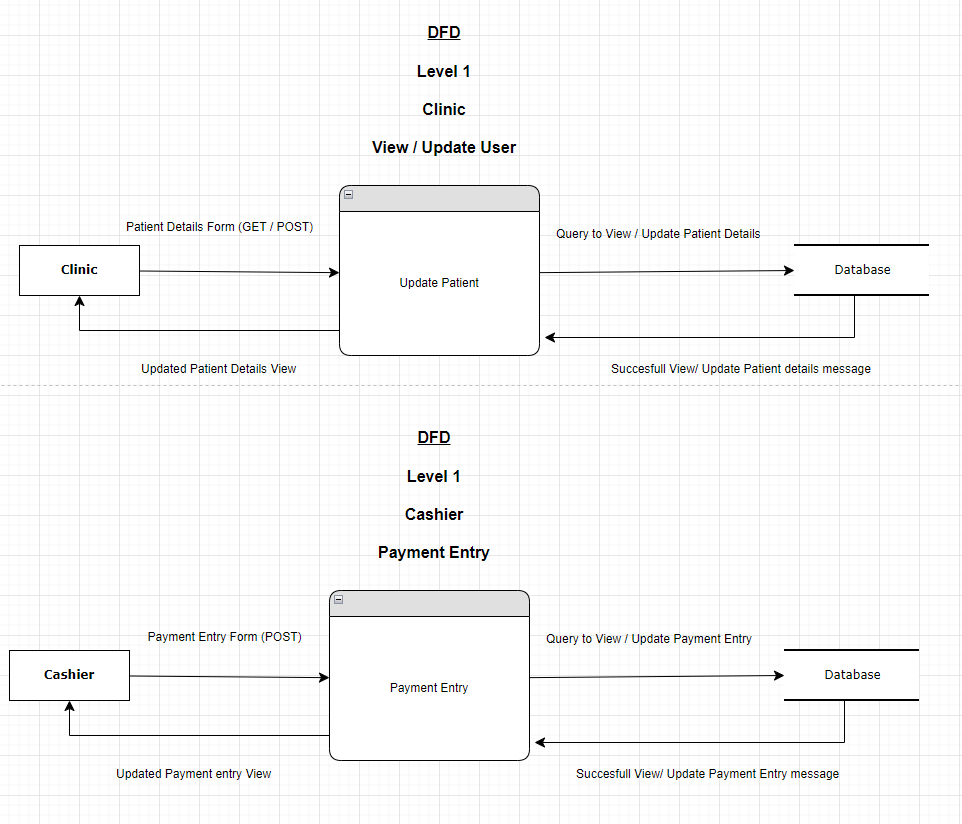 DFD
Level 1
Clinic
View / Update User
Patient Details Form (GET / POST)
Query to View / Update Patient Details
Clinic
Update Patient
Database
Updated Patient Details View
Succesfull View/ Update Patient details message
DFD
Level 1
Cashier
Payment Entry
Payment Entry Form (POST)
Query to View / Update Payment Entry
Cashier
Payment Entry
Database
Updated Payment entry View
Succesfull View/ Update Payment Entry message